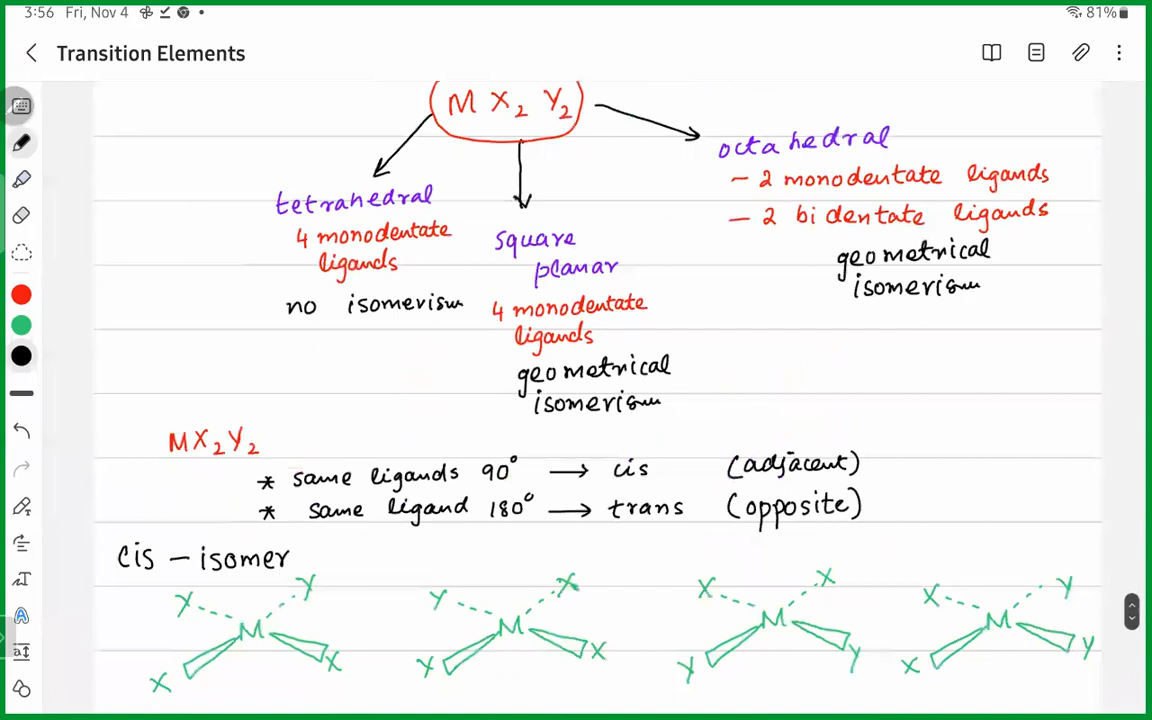 3:56 Fri, Nov 4
81%
Transition Elements
M X2 Y2
tetrahedral
4 monodentate
ligands
no isomerism
square
planar
4 monodentate
ligands
geometrical
isomerism
octahedral
- 2 monodentate ligands
- 2 bidentate ligands
geometrical
isomerism
MX2Y2
* same ligands 90° → cis (adjacent)
* same ligand 180° → trans (opposite)
cis - isomer
X Y M X X
Y X M X X
X X M Y Y
X Y M X Y